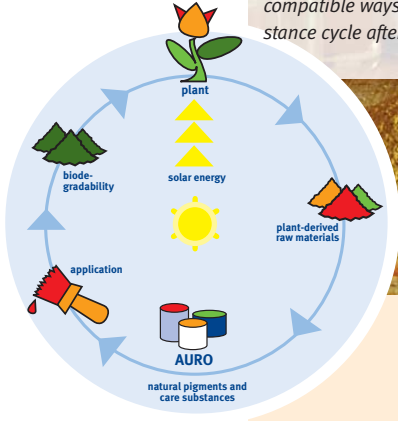 compatible ways
stance cycle after
plant
solar energy
biode-
gradability
plant-derived
raw materials
application
AURO
natural pigments and
care substances